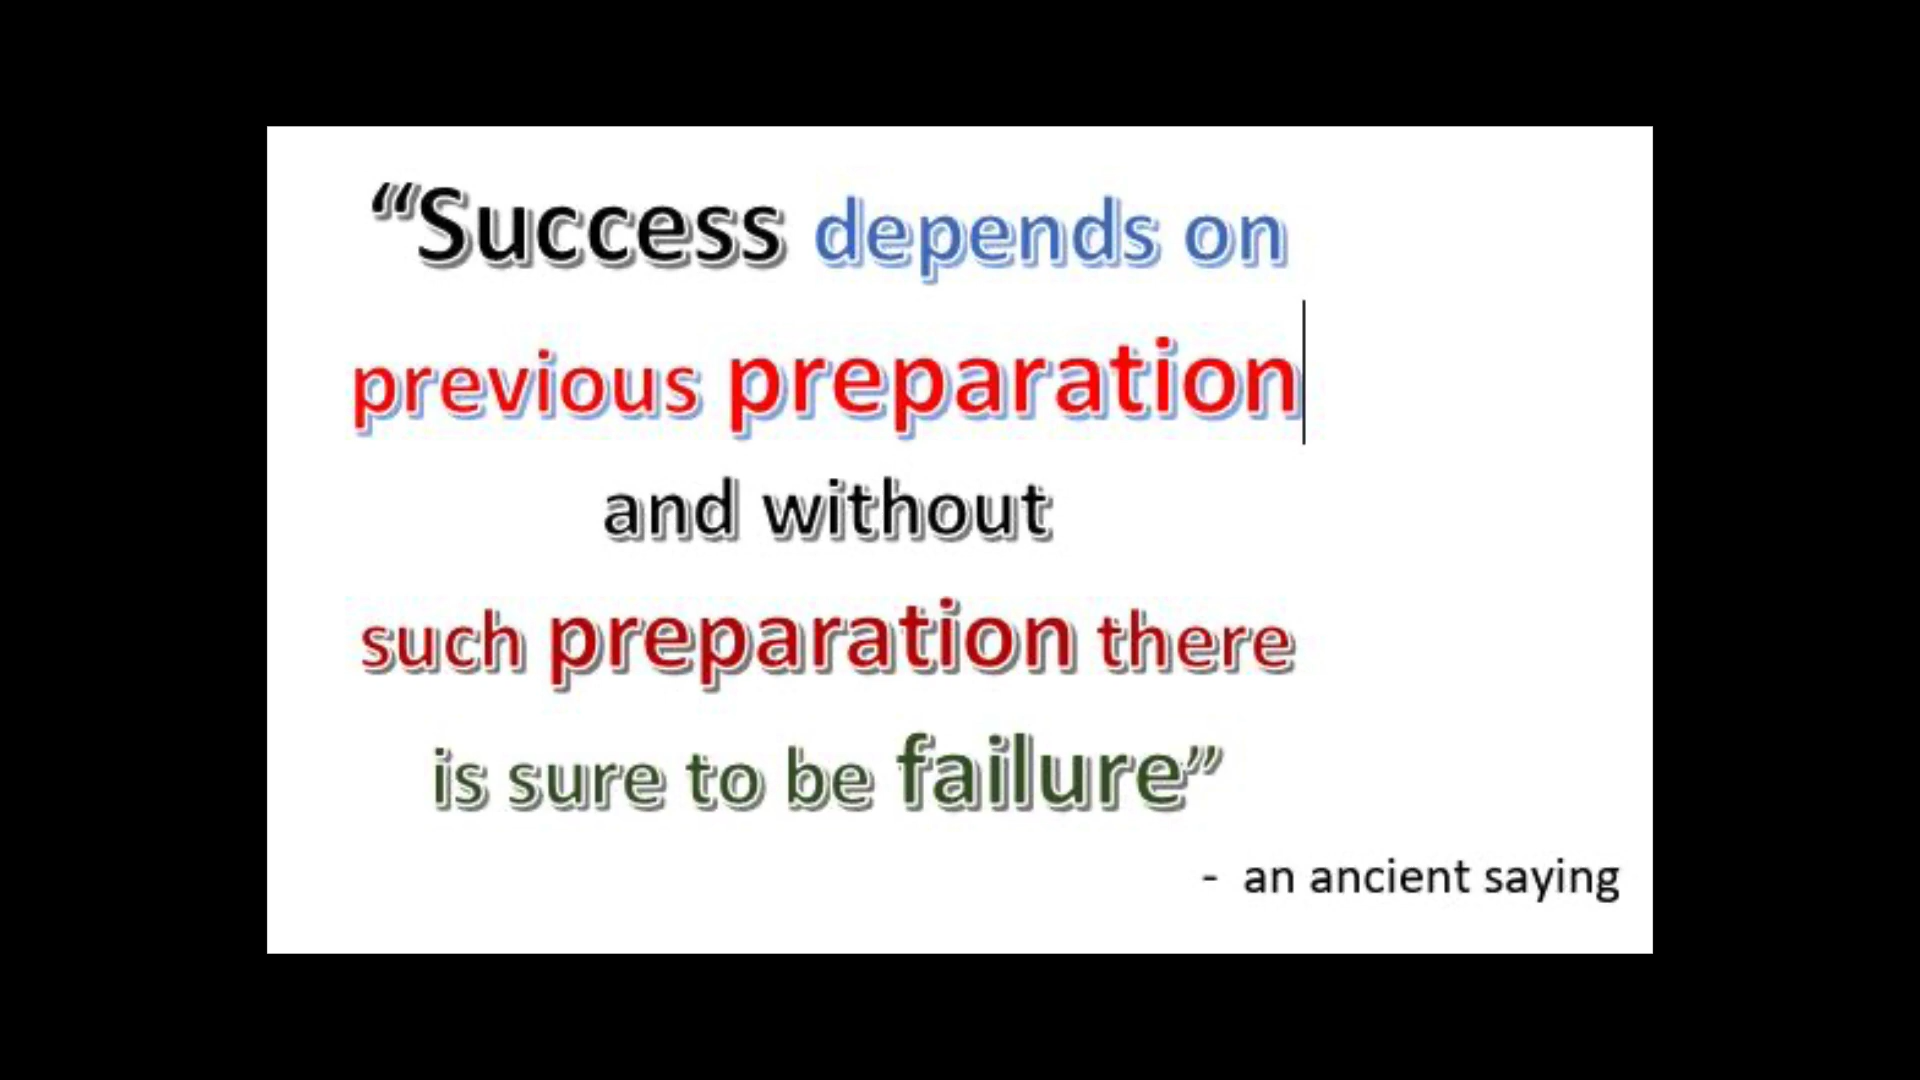 “Success depends on
previous preparation
and without
such preparation there
is sure to be failure”
- an ancient saying